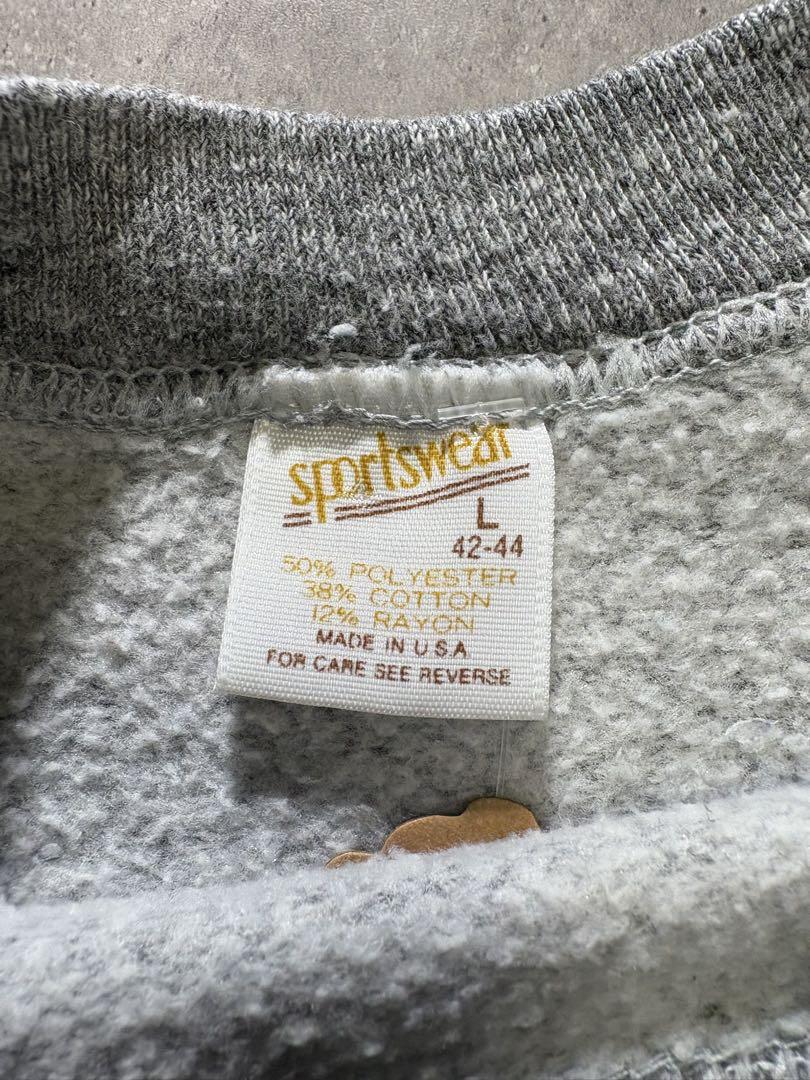 sportswear
L
42-44
50% POLYESTER
38% COTTON
12% RAYON
MADE IN U S A
FOR CARE SEE REVERSE